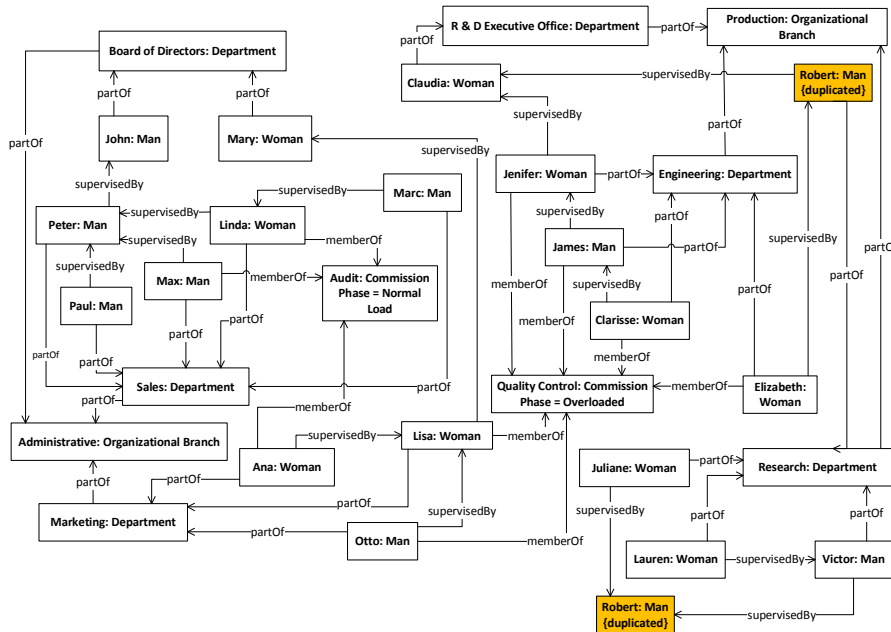 R & D Executive Office: Department
Production: Organizational
Branch
partOf
partOf
Board of Directors: Department
Claudia: Woman
supervisedBy
Robert: Man
{duplicated}
partOf
partOf
partOf
partOf
John: Man
Mary: Woman
supervisedBy
supervisedBy
supervisedBy
Jenifer: Woman
partOf
Engineering: Department
supervisedBy
supervisedBy
Marc: Man
Peter: Man
supervisedBy
Linda: Woman
supervisedBy
partOf
supervisedBy
memberOf
James: Man
partOf
partOf
supervisedBy
Max: Man
memberOf
Audit: Commission
Phase = Normal
Load
memberOf
supervisedBy
Paul: Man
Clarisse: Woman
partOf
memberOf
partOf
partOf
partOf
partOf
partOf
memberOf
partOf
Sales: Department
Quality Control: Commission
Phase = Overloaded
memberOf
Elizabeth:
Woman
partOf
memberOf
Administrative: Organizational Branch
supervisedBy
Lisa: Woman
memberOf
Ana: Woman
Juliane: Woman
partOf
Research: Department
partOf
partOf
partOf
supervisedBy
Marketing: Department
partOf
supervisedBy
partOf
partOf
Otto: Man
memberOf
Lauren: Woman
supervisedBy
Victor: Man
Robert: Man
{duplicated}
supervisedBy